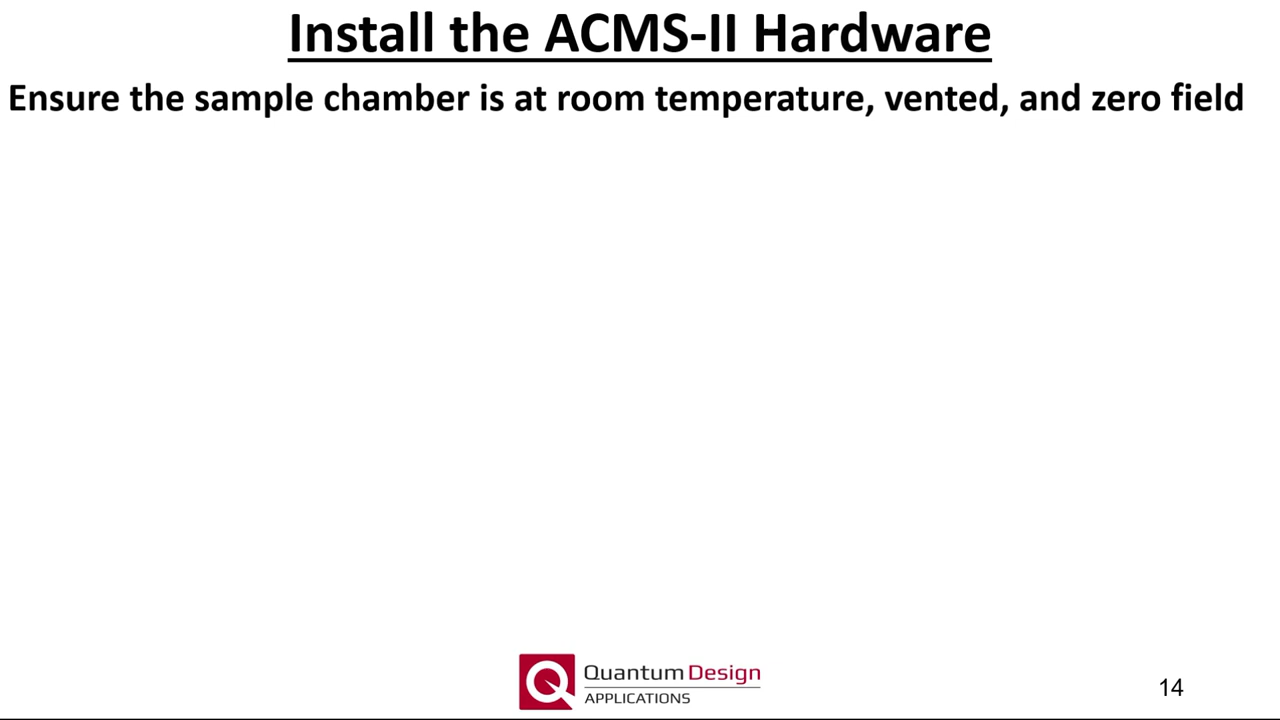 Install the ACMS-II Hardware
Ensure the sample chamber is at room temperature, vented, and zero field
Quantum Design
APPLICATIONS
14